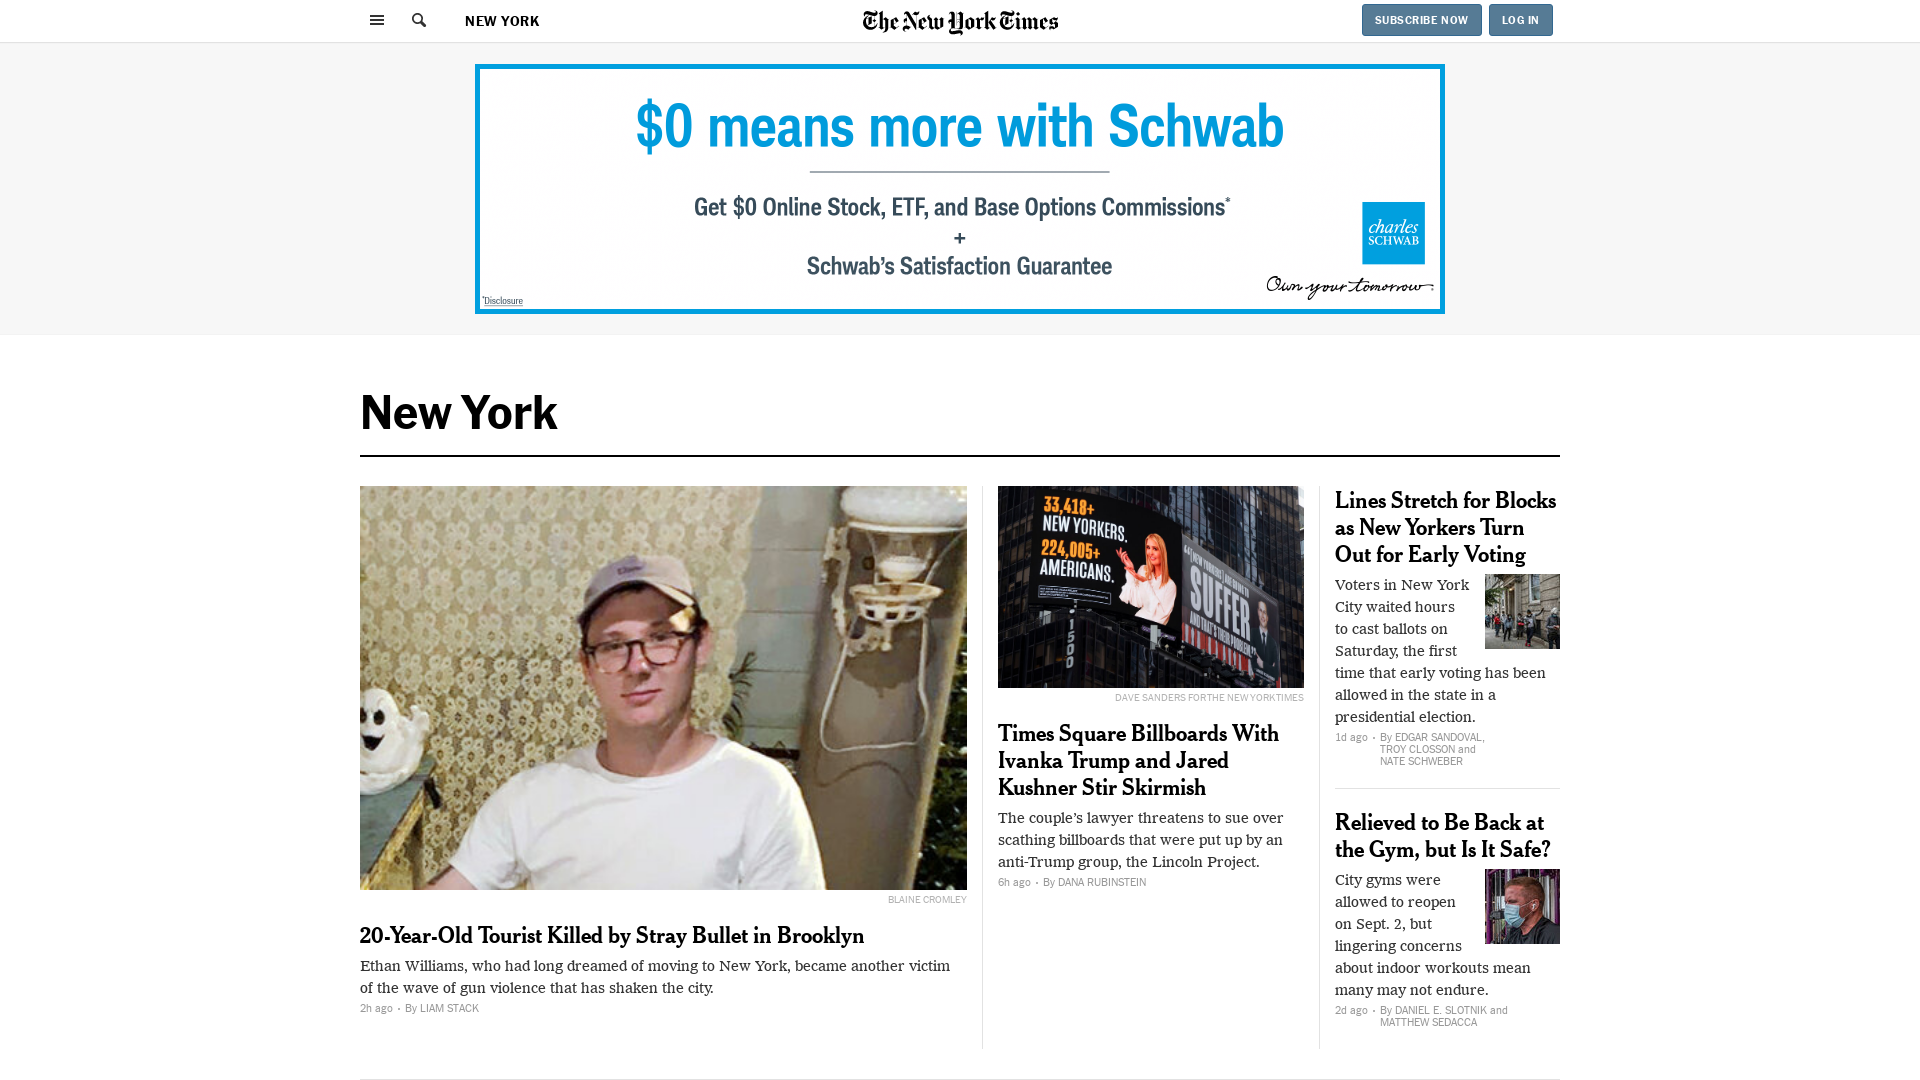 NEW YORK
The New York Times
SUBSCRIBE NOW
LOG IN
$0 means more with Schwab
Get $0 Online Stock, ETF, and Base Options Commissions*
+
Schwab’s Satisfaction Guarantee
charles
SCHWAB
Own your tomorrow
*Disclosure
New York
BLAINE CROMLEY
20-Year-Old Tourist Killed by Stray Bullet in Brooklyn
Ethan Williams, who had long dreamed of moving to New York, became another victim
of the wave of gun violence that has shaken the city.
2h ago · By LIAM STACK
33,418+
NEW YORKERS.
224,005+
AMERICANS.
SUFFER
1500
DAVE SANDERS FOR THE NEW YORK TIMES
Times Square Billboards With
Ivanka Trump and Jared
Kushner Stir Skirmish
The couple’s lawyer threatens to sue over
scathing billboards that were put up by an
anti-Trump group, the Lincoln Project.
6h ago · By DANA RUBINSTEIN
Lines Stretch for Blocks
as New Yorkers Turn
Out for Early Voting
Voters in New York
City waited hours
to cast ballots on
Saturday, the first
time that early voting has been
allowed in the state in a
presidential election.
1d ago · By EDGAR SANDOVAL,
TROY CLOSSON and
NATE SCHWEBER
Relieved to Be Back at
the Gym, but Is It Safe?
City gyms were
allowed to reopen
on Sept. 2, but
lingering concerns
about indoor workouts mean
many may not endure.
2d ago · By DANIEL E. SLOTNIK and
MATTHEW SEDACCA